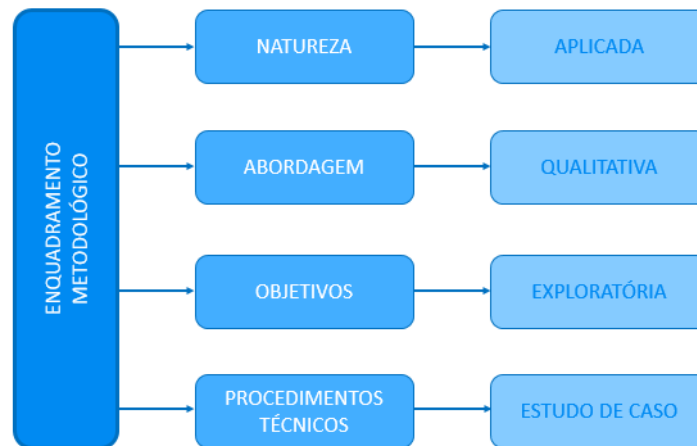 ENQUADRAMENTO
METODOLÓGICO
NATUREZA
APLICADA
ABORDAGEM
QUALITATIVA
OBJETIVOS
EXPLORATÓRIA
PROCEDIMENTOS
TÉCNICOS
ESTUDO DE CASO